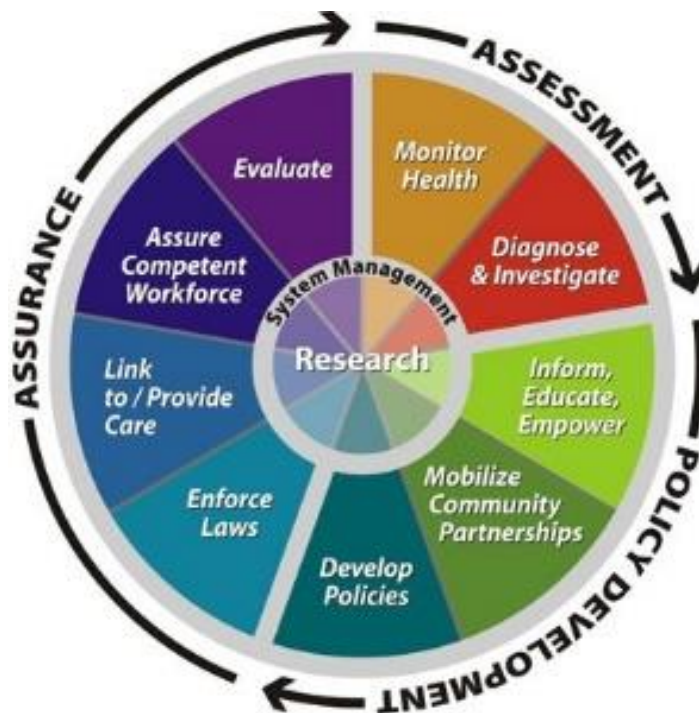 ASSESSMENT
Monitor
Health
Diagnose
& Investigate
POLICY DEVELOPMENT
Inform,
Educate,
Empower
Mobilize
Community
Partnerships
Develop
Policies
ASSURANCE
Enforce
Laws
Link
to / Provide
Care
Assure
Competent
Workforce
Evaluate
System Management
Research